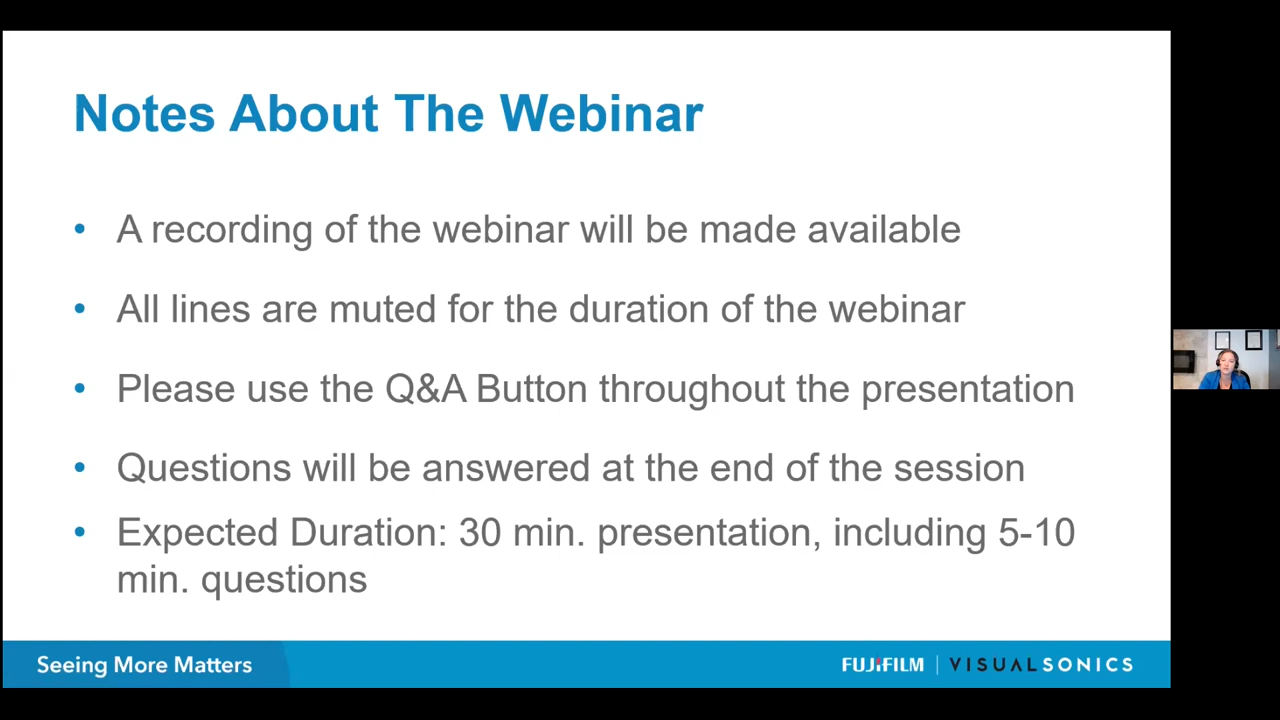 Notes About The Webinar
• A recording of the webinar will be made available
• All lines are muted for the duration of the webinar
• Please use the Q&A Button throughout the presentation
• Questions will be answered at the end of the session
• Expected Duration: 30 min. presentation, including 5-10
min. questions
Seeing More Matters
FUJIFILM | VISUALSONICS